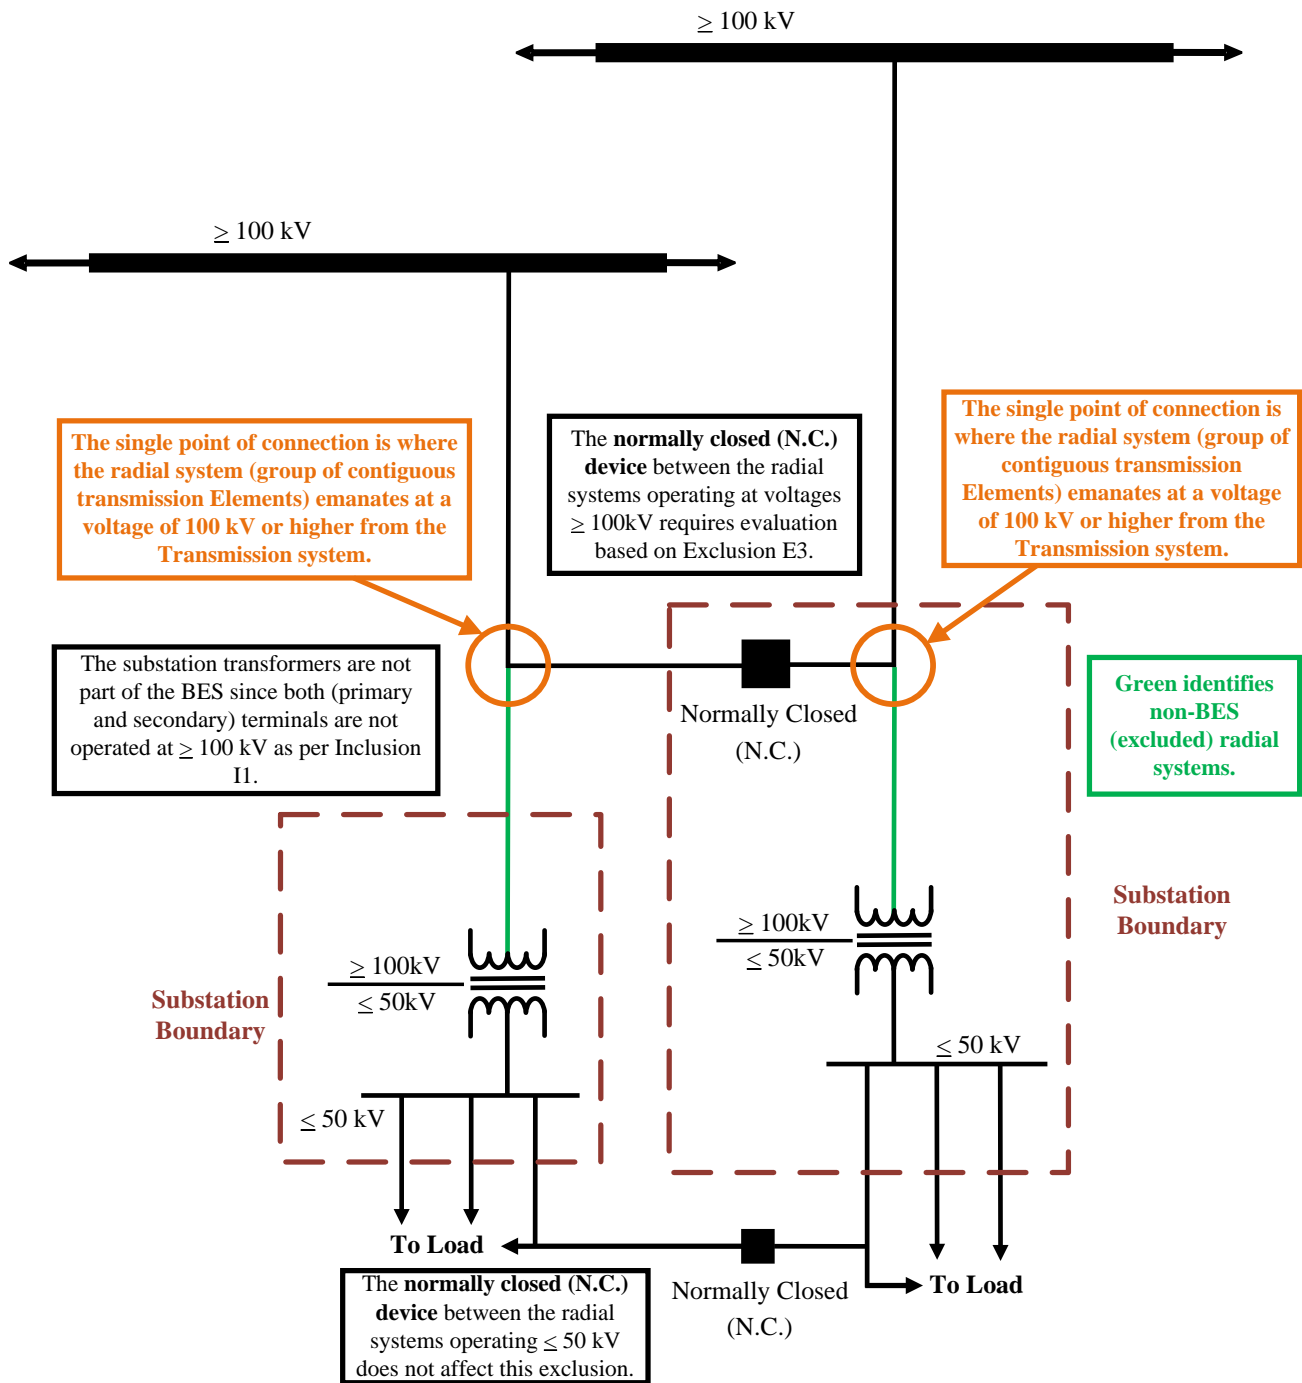 ≥ 100 kV
≥ 100 kV
The single point of connection is where
the radial system (group of contiguous
transmission Elements) emanates at a
voltage of 100 kV or higher from the
Transmission system.
The normally closed (N.C.)
device between the radial
systems operating at voltages
≥ 100kV requires evaluation
based on Exclusion E3.
The single point of connection is
where the radial system (group of
contiguous transmission
Elements) emanates at a voltage
of 100 kV or higher from the
Transmission system.
The substation transformers are not
part of the BES since both (primary
and secondary) terminals are not
operated at ≥ 100 kV as per Inclusion
I1.
Normally Closed
(N.C.)
Green identifies
non-BES
(excluded) radial
systems.
≥ 100kV
≤ 50kV
Substation
Boundary
≥ 100kV
≤ 50kV
Substation
Boundary
≤ 50 kV
≤ 50 kV
To Load
Normally Closed
(N.C.)
To Load
The normally closed (N.C.)
device between the radial
systems operating ≤ 50 kV
does not affect this exclusion.